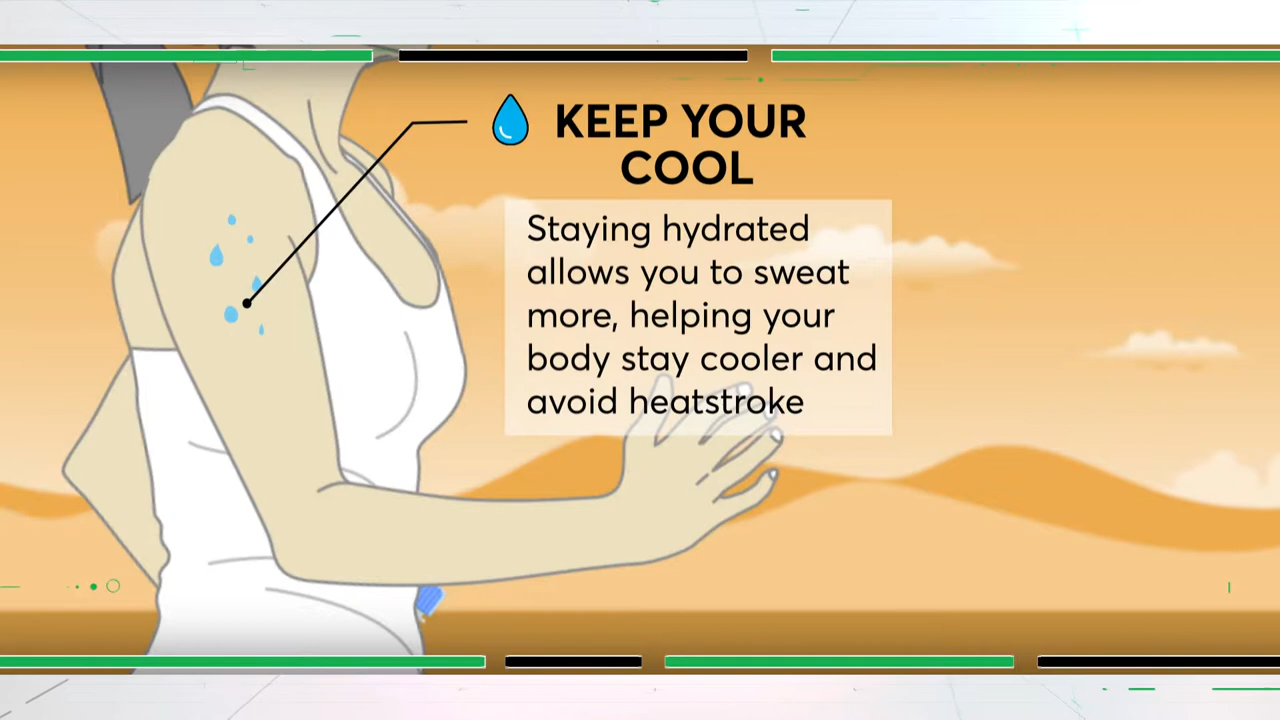 KEEP YOUR
COOL
Staying hydrated
allows you to sweat
more, helping your
body stay cooler and
avoid heatstroke